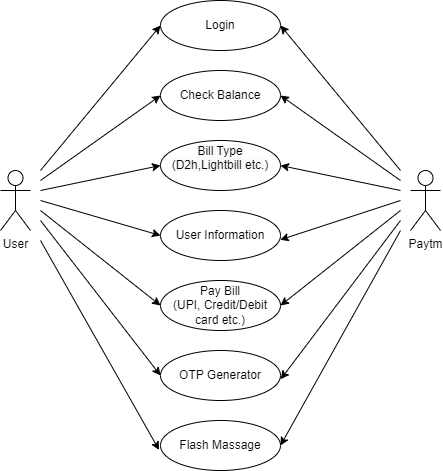 Login
Check Balance
Bill Type
(D2h,Lightbill etc.)
User
Paytm
User Information
Pay Bill
(UPI, Credit/Debit
card etc.)
OTP Generator
Flash Massage